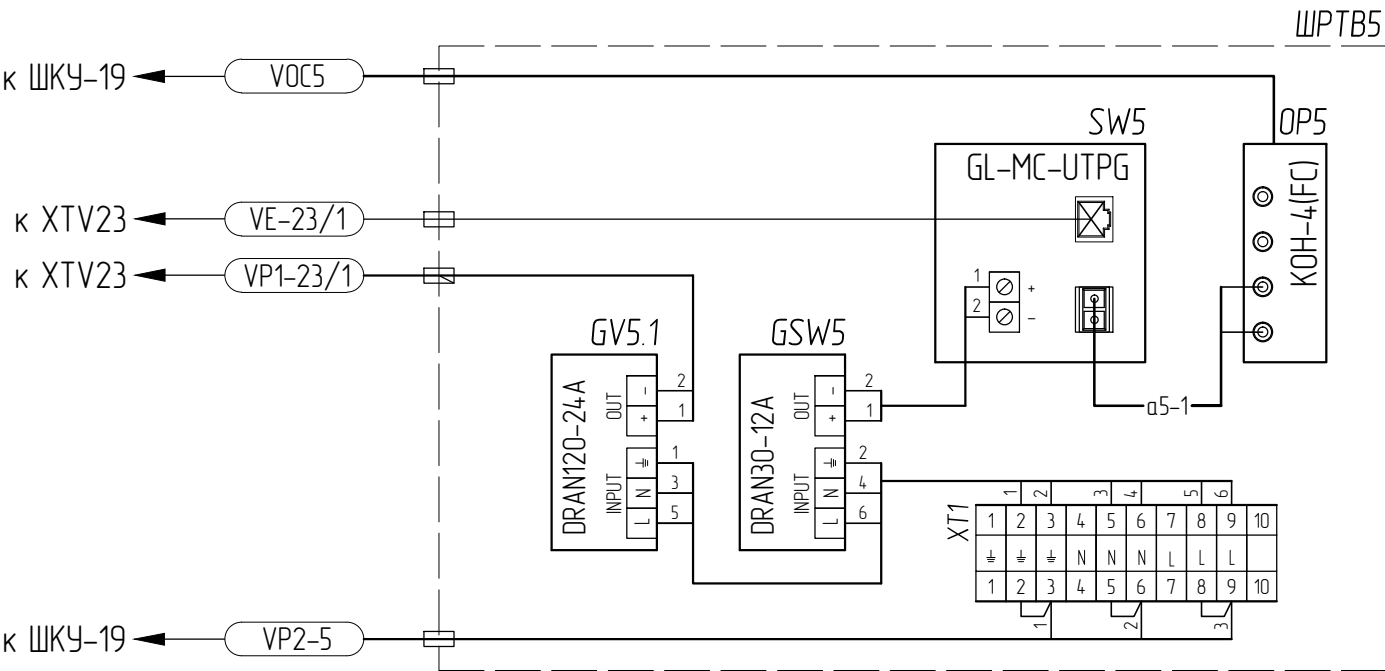 ШРТВ5
к ШКУ-19
VOC5
SW5
OP5
GL-MC-UTPG
КОН-4(FC)
к XTV23
VE-23/1
к XTV23
VP1-23/1
1
+
2
-
GV5.1
GSW5
DRAN120-24A
OUT
-
2
+
1
INPUT
1
N
3
L
5
DRAN30-12A
OUT
-
2
+
1
INPUT
2
N
4
L
6
а5-1
XT1
1 2 3 4 5 6
1 2 3 4 5 6 7 8 9 10
N N N L L L
1 2 3 4 5 6 7 8 9 10
1 2 3
к ШКУ-19
VP2-5